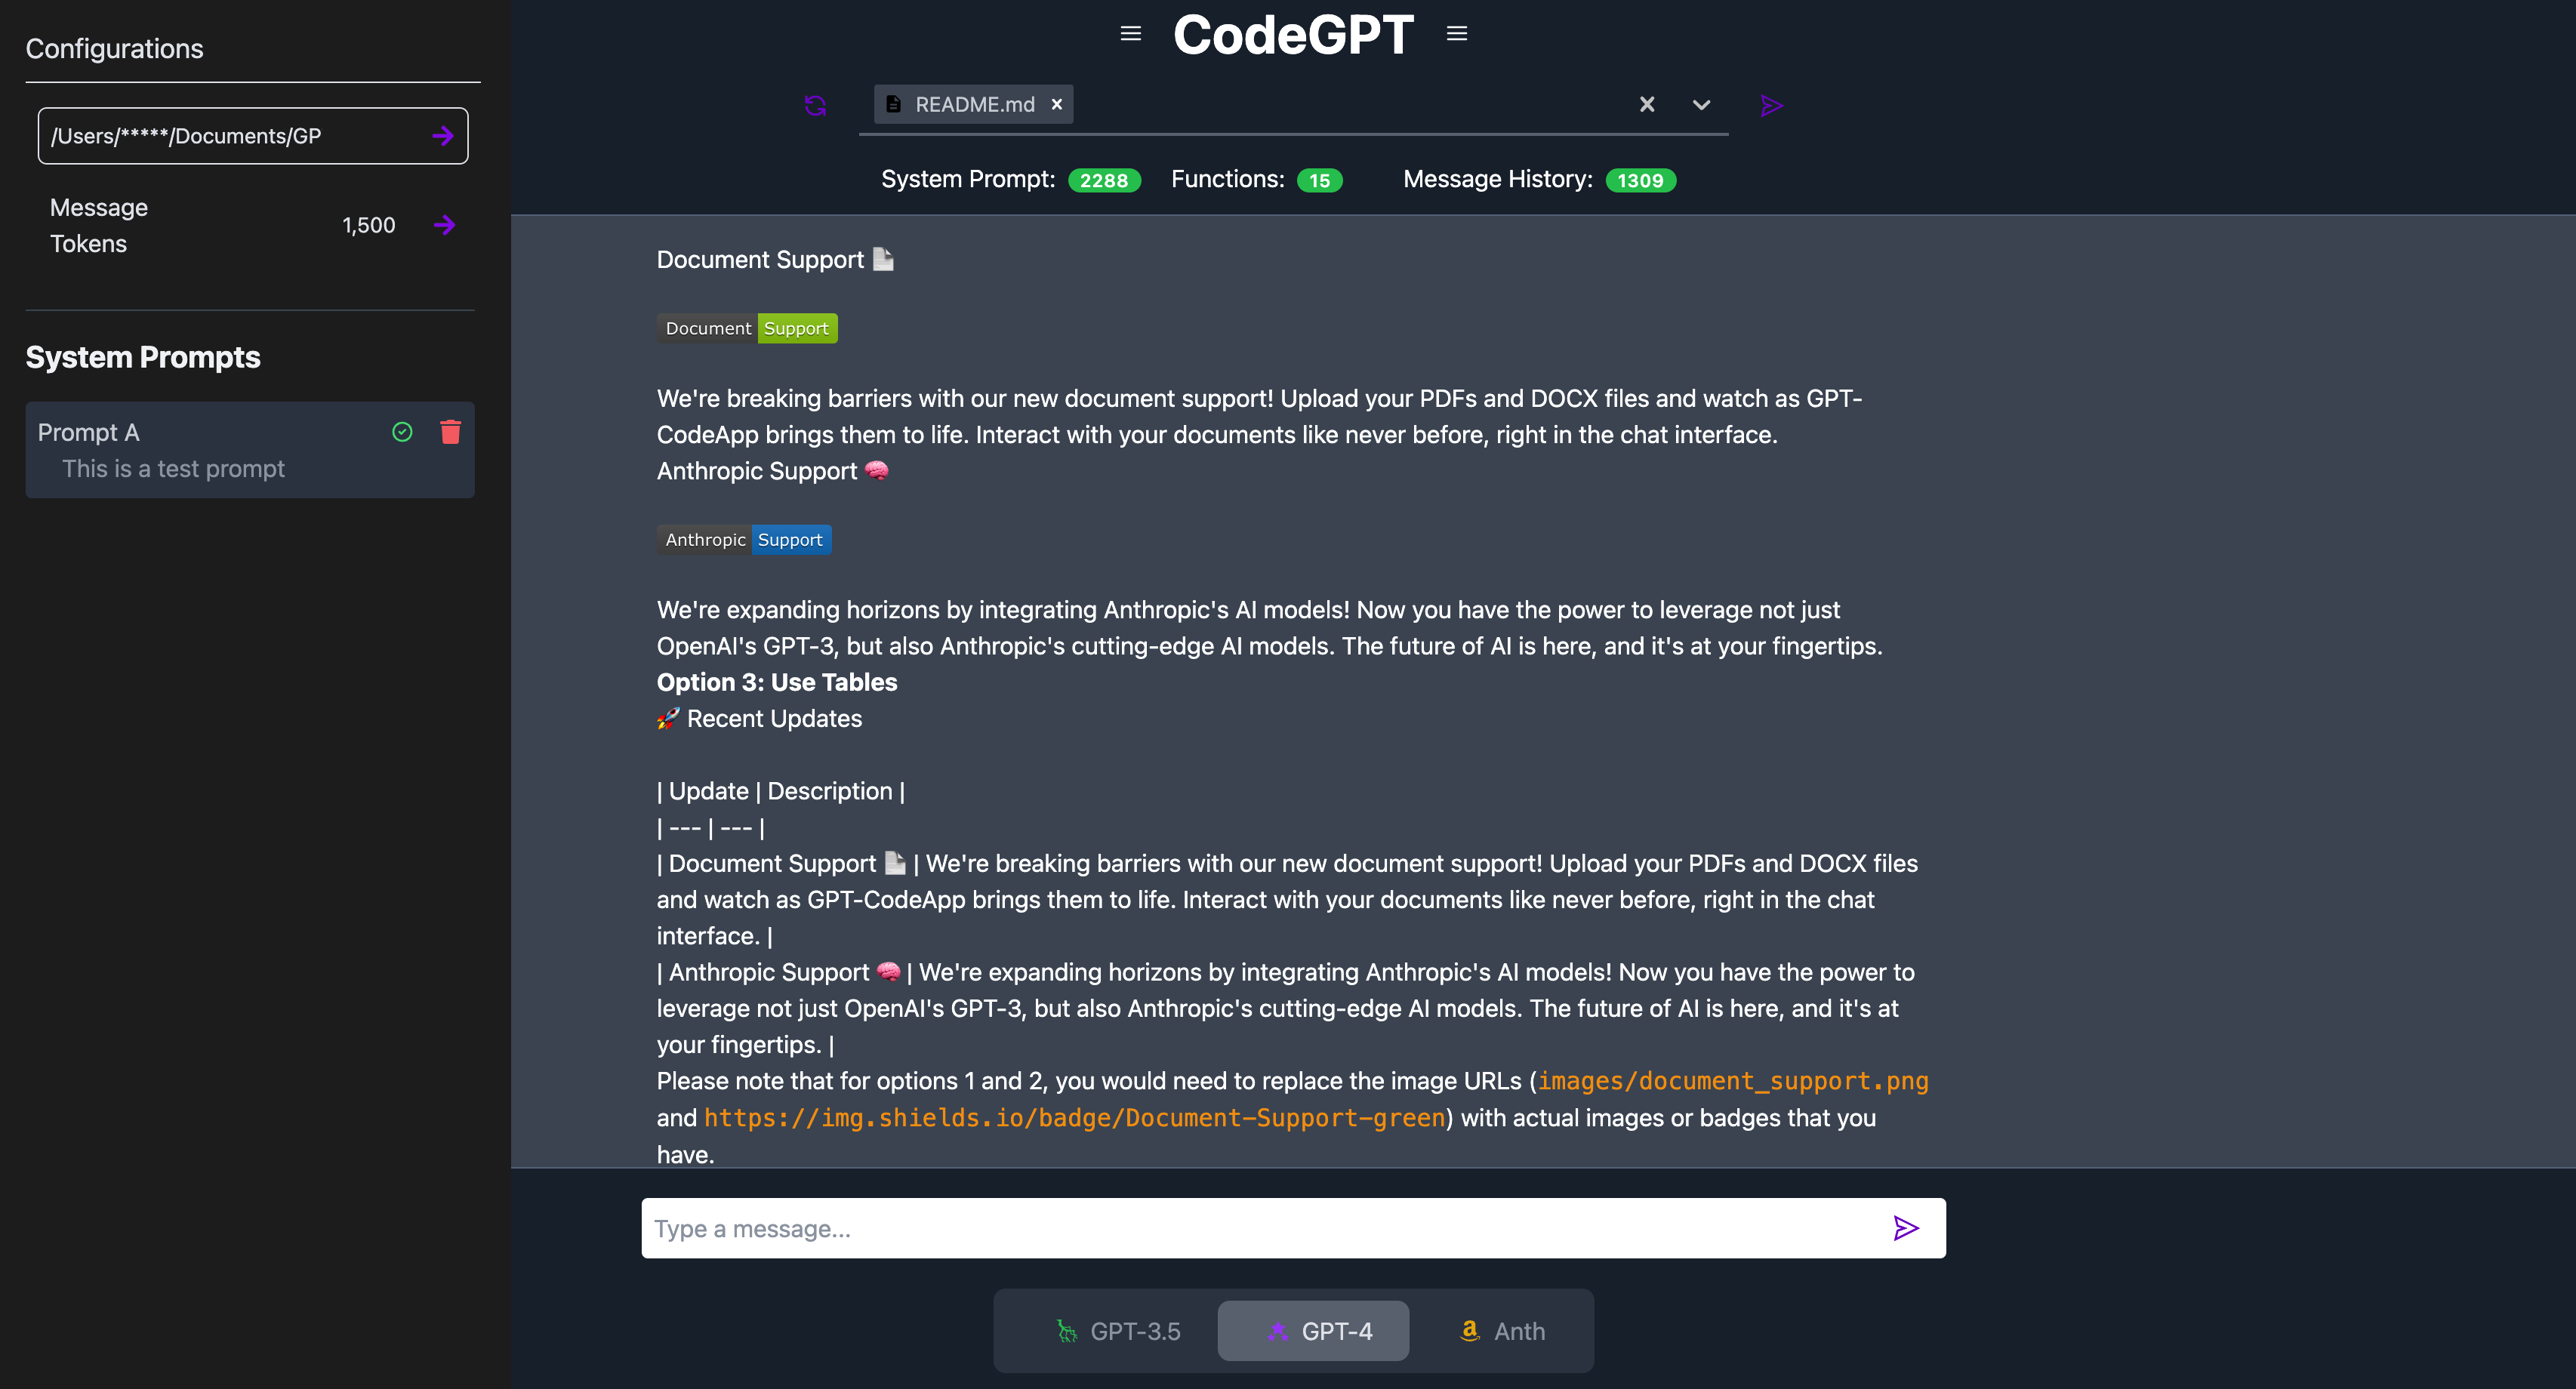 Configurations
/Users/*****/Documents/GP
Message
Tokens
1,500
System Prompts
Prompt A
This is a test prompt
CodeGPT
README.md
System Prompt: 2288 Functions: 15 Message History: 1309
Document Support
Document Support
We're breaking barriers with our new document support! Upload your PDFs and DOCX files and watch as GPT-
CodeApp brings them to life. Interact with your documents like never before, right in the chat interface.
Anthropic Support 🧠
Anthropic Support
We're expanding horizons by integrating Anthropic's AI models! Now you have the power to leverage not just
OpenAI's GPT-3, but also Anthropic's cutting-edge AI models. The future of AI is here, and it's at your fingertips.
Option 3: Use Tables
🚀 Recent Updates
| Update | Description |
| --- | --- |
| Document Support 📄 | We're breaking barriers with our new document support! Upload your PDFs and DOCX files
and watch as GPT-CodeApp brings them to life. Interact with your documents like never before, right in the chat
interface. |
| Anthropic Support 🧠 | We're expanding horizons by integrating Anthropic's AI models! Now you have the power to
leverage not just OpenAI's GPT-3, but also Anthropic's cutting-edge AI models. The future of AI is here, and it's at
your fingertips. |
Please note that for options 1 and 2, you would need to replace the image URLs (images/document_support.png
and https://img.shields.io/badge/Document-Support-green) with actual images or badges that you
have.
Type a message...
GPT-3.5
GPT-4
Anth